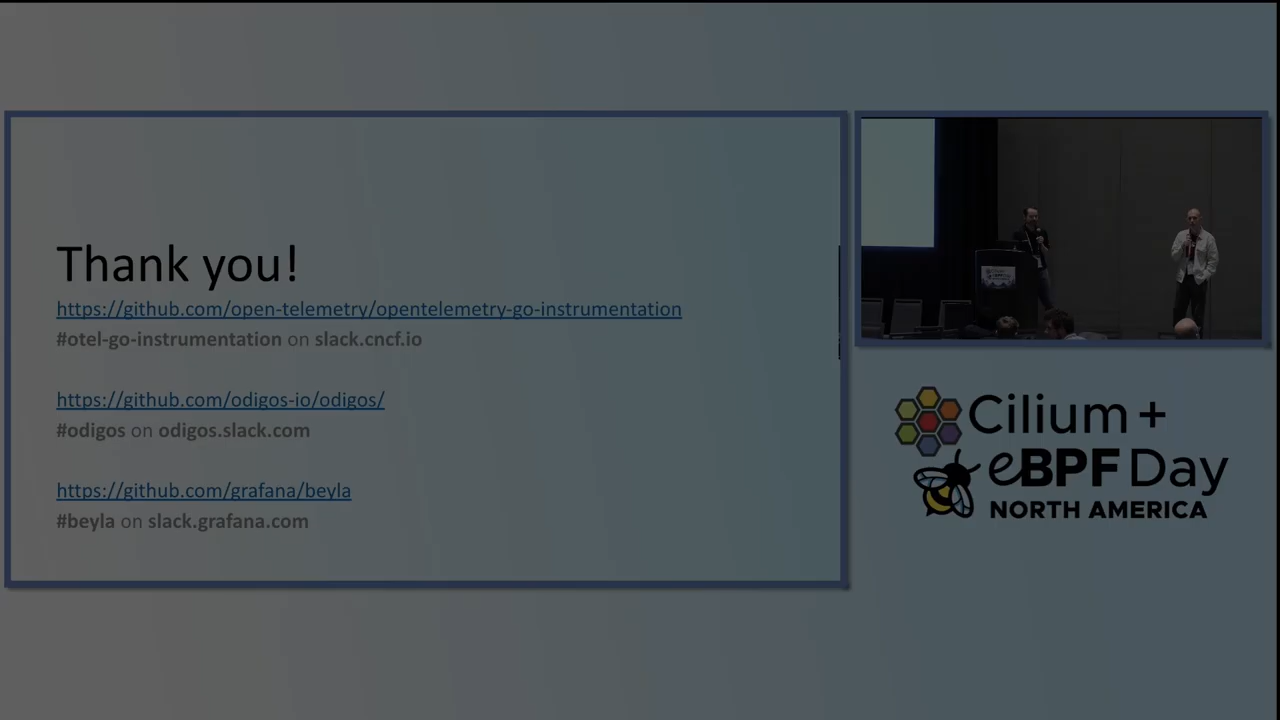 Thank you!
https://github.com/open-telemetry/opentelemetry-go-instrumentation
#otel-go-instrumentation on slack.cncf.io
https://github.com/odigos-io/odigos/
#odigos on odigos.slack.com
https://github.com/grafana/beyla
#beyla on slack.grafana.com
Cilium +
eBPF Day
NORTH AMERICA